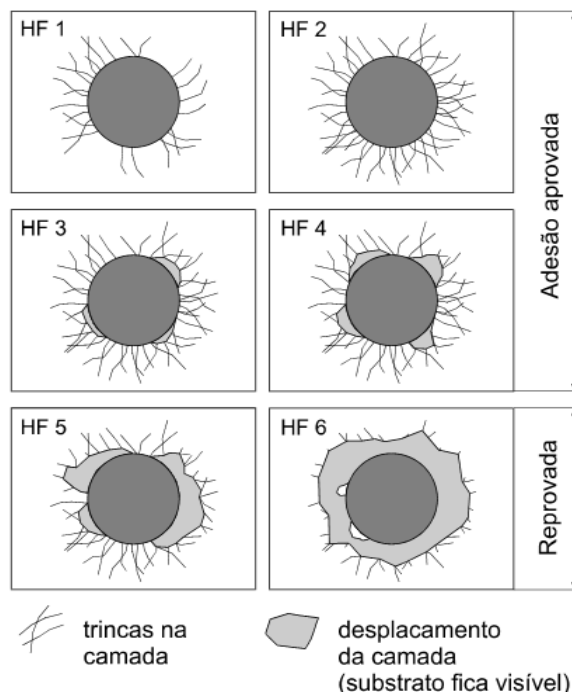 HF 1
HF 2
HF 3
HF 4
Adesão aprovada
HF 5
HF 6
Reprovada
trincas na
camada
desplacamento
da camada
(substrato fica visível)